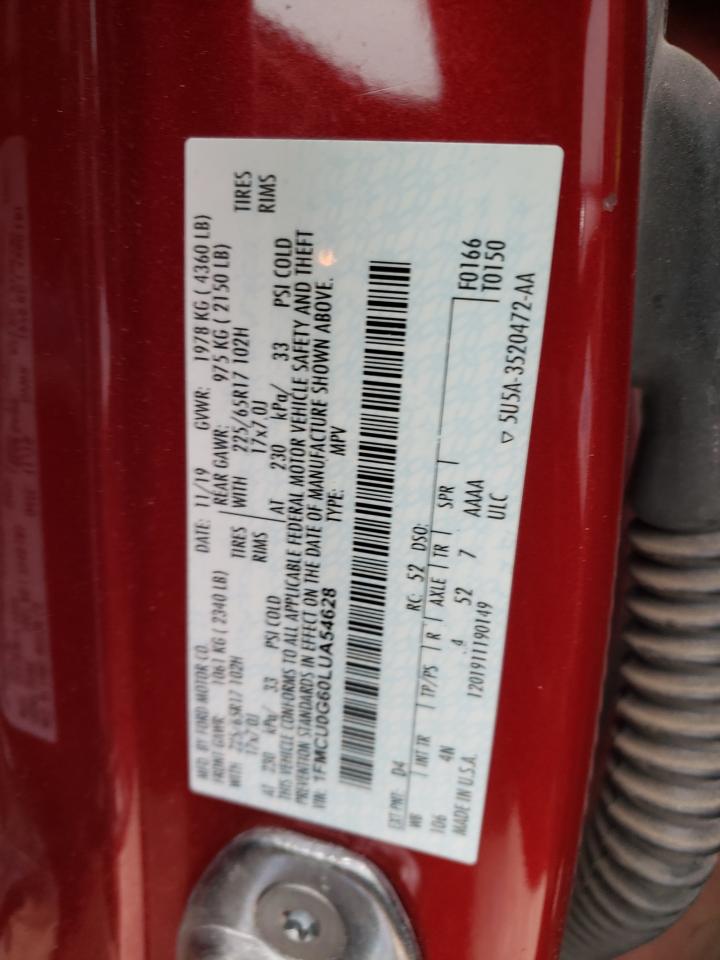 MFD. BY FORD MOTOR CO. DATE: 11/19 GVWR: 1978 KG ( 4360 LB)
FRONT GAWR: 1061 KG ( 2340 LB) REAR GAWR: 975 KG ( 2150 LB)
WITH 225/65R17 102H TIRES WITH 225/65R17 102H TIRES
17x7.0J RIMS 17x7.0J RIMS
AT 230 kPa/ 33 PSI COLD AT 230 kPa/ 33 PSI COLD
THIS VEHICLE CONFORMS TO ALL APPLICABLE FEDERAL MOTOR VEHICLE SAFETY AND THEFT
PREVENTION STANDARDS IN EFFECT ON THE DATE OF MANUFACTURE SHOWN ABOVE.
VIN: 1FMCU0G60LUA54628 TYPE: MPV
EXT PNT: D4 RC: 52 DSO:
WB INT TR TP/PS R AXLE TR SPR F0166
106 4N 4 52 7 AAAA T0150
MADE IN U.S.A. 1201911190149 ULC
▽ 5U5A-3520472-AA